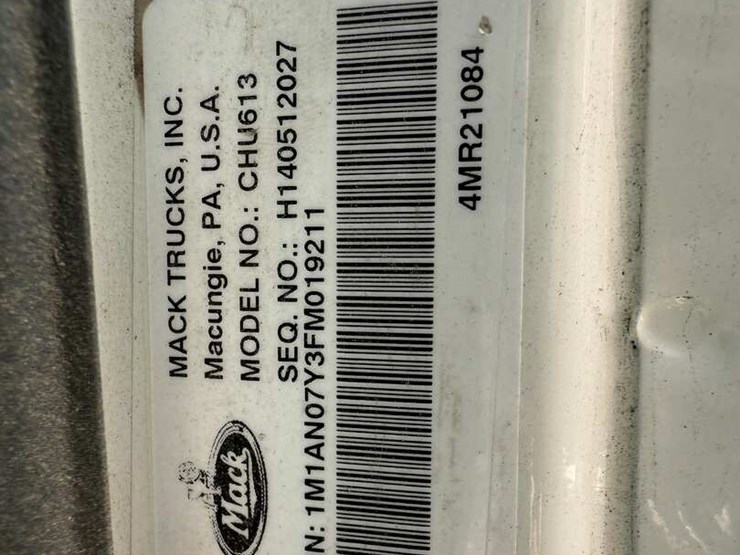 MACK TRUCKS, INC.
Macungie, PA, U.S.A.
MODEL NO.: CHU613
SEQ. NO.: H140512027
Mack
N: 1M1AN07Y3FM019211
4MR21084